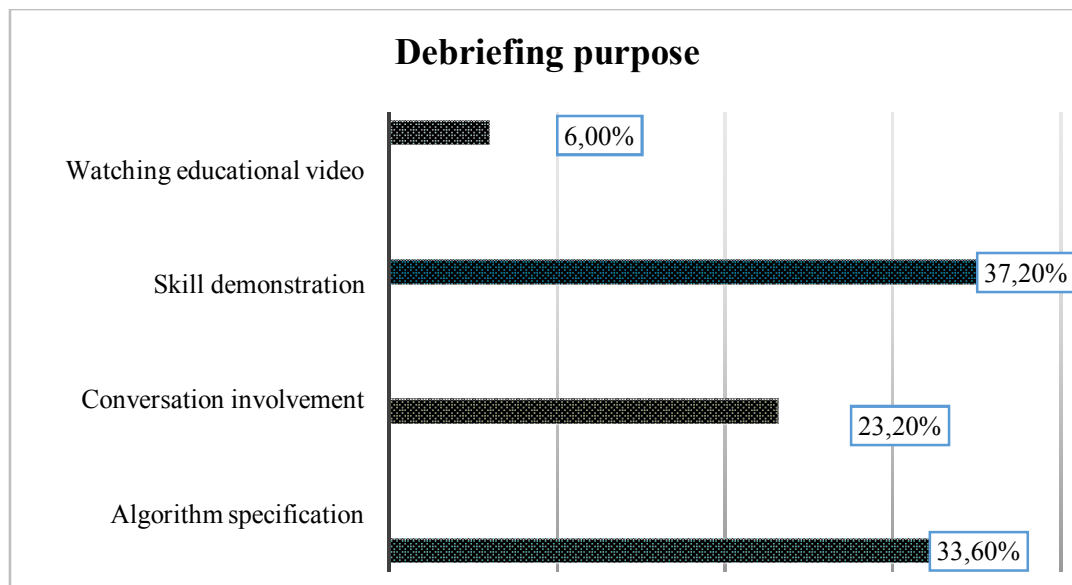 Debriefing purpose
6,00%
Watching educational video
37,20%
Skill demonstration
Conversation involvement
23,20%
Algorithm specification
33,60%